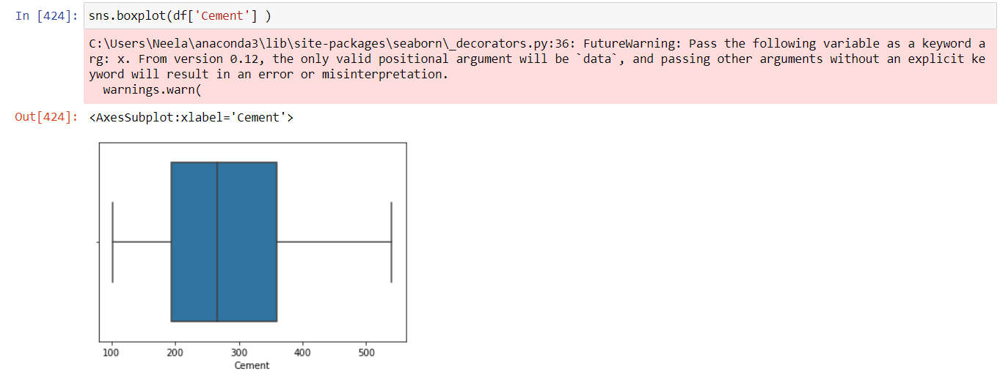 In [424]: sns.boxplot(df['Cement'] )
C:\Users\Neela\anaconda3\lib\site-packages\seaborn\_decorators.py:36: FutureWarning: Pass the following variable as a keyword a
rg: x. From version 0.12, the only valid positional argument will be `data`, and passing other arguments without an explicit ke
yword will result in an error or misinterpretation.
  warnings.warn(
Out[424]: <AxesSubplot:xlabel='Cement'>
100 200 300 400 500
Cement